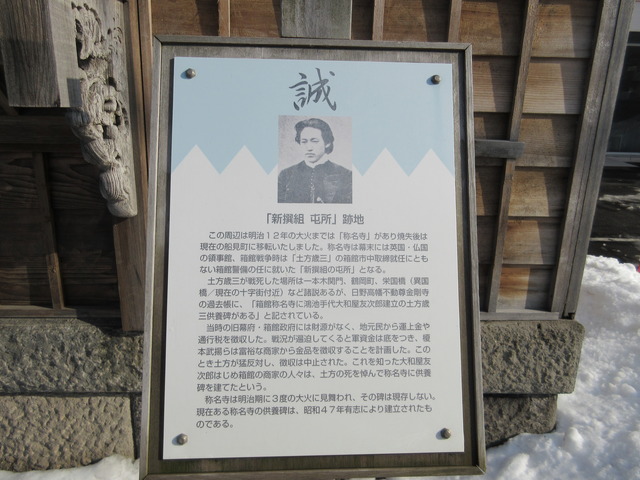 誠
「新撰組 屯所」跡地
この周辺は明治１２年の大火までは「称名寺」があり焼失後は
現在の船見町に移転いたしました。称名寺は幕末には英国・仏国
の領事館、箱館戦争時は「土方歳三」の箱館市中取締就任にとも
ない箱館警備の任に就いた「新撰組の屯所」となる。
土方歳三が戦死した場所は一本木関門、鶴岡町、栄国橋（異国
橋／現在の十字街付近）など諸説あるが、日野高幡不動尊金剛寺
の過去帳に、「箱館称名寺に鴻池手代大和屋友次郎建立の土方歳
三供養碑がある」と記されている。
当時の旧幕府・箱館政府には財源がなく、地元民から運上金や
通行税を徴収した。戦況が逼迫してくると軍資金は底をつき、榎
本武揚らは富裕な商家から金品を徴収することを計画した。この
とき土方が猛反対し、徴収は中止された。これを知った大和屋友
次郎はじめ箱館の商家の人々は、土方の死を悼んで称名寺に供養
碑を建てたという。
称名寺は明治期に３度の大火に見舞われ、その碑は現存しない。
現在ある称名寺の供養碑は、昭和４７年有志により建立されたも
のである。